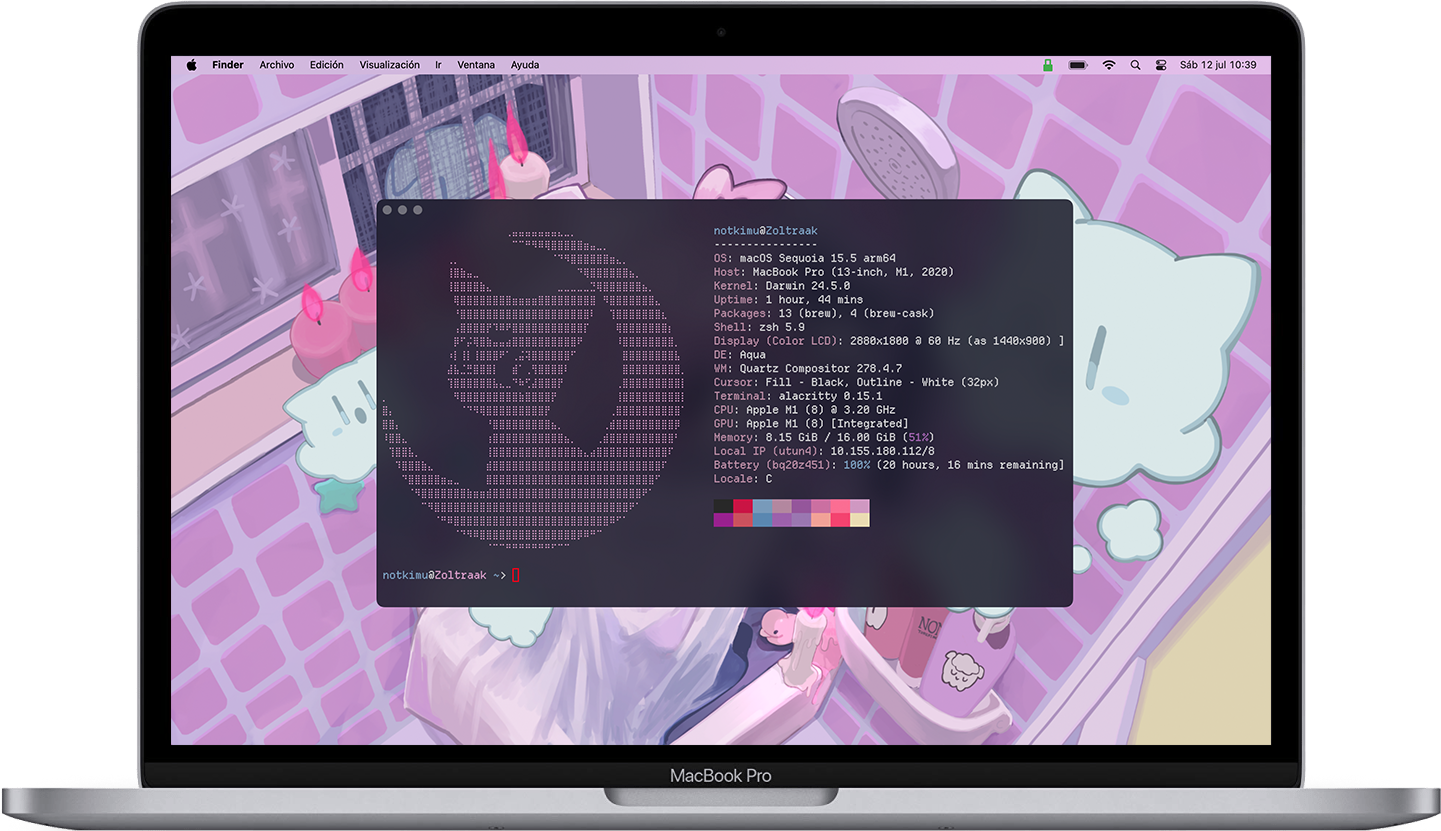 Finder Archivo Edición Visualización Ir Ventana Ayuda Sáb 12 jul 10:39
notkimu@Zoltraak
----------------
OS: macOS Sequoia 15.5 arm64
Host: MacBook Pro (13-inch, M1, 2020)
Kernel: Darwin 24.5.0
Uptime: 1 hour, 44 mins
Packages: 13 (brew), 4 (brew-cask)
Shell: zsh 5.9
Display (Color LCD): 2880x1800 @ 60 Hz (as 1440x900) ]
DE: Aqua
WM: Quartz Compositor 278.4.7
Cursor: Fill - Black, Outline - White (32px)
Terminal: alacritty 0.15.1
CPU: Apple M1 (8) @ 3.20 GHz
GPU: Apple M1 (8) [Integrated]
Memory: 8.15 GiB / 16.00 GiB (51%)
Local IP (utun4): 10.155.180.112/8
Battery (bq20z451): 100% (20 hours, 16 mins remaining]
Locale: C
notkimu@Zoltraak ~>
MacBook Pro